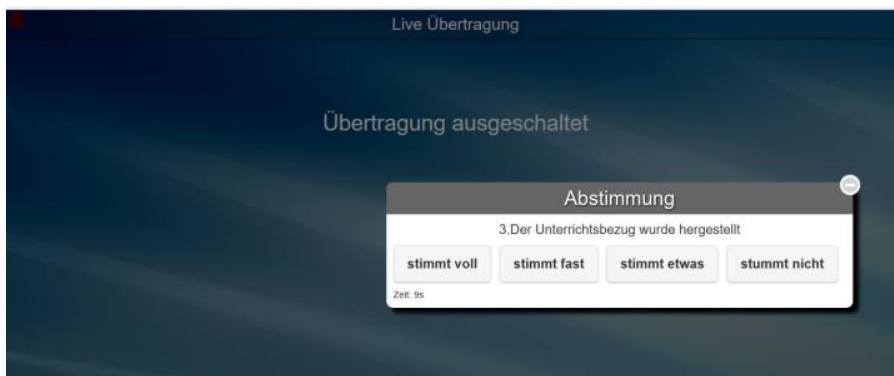 Live Übertragung
Übertragung ausgeschaltet
Abstimmung
3.Der Unterrichtsbezug wurde hergestellt
stimmt voll stimmt fast stimmt etwas stummt nicht
Zeit: 9s